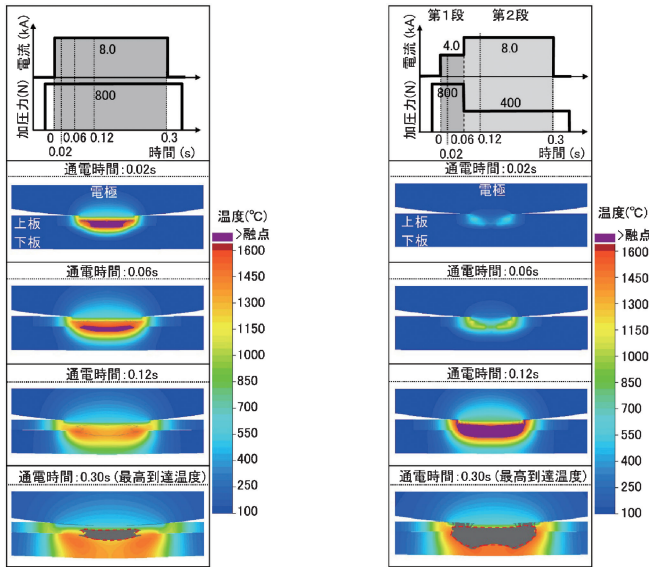 電流(kA)
8.0
加圧力(N)
800
0
0.06
0.12
0.3
0.02
時間(s)
通電時間:0.02s
電極
上板
下板
通電時間:0.06s
通電時間:0.12s
通電時間:0.30s(最高到達温度)
温度(℃)
>融点
1600
1450
1300
1150
1000
850
700
550
400
250
100
第1段
第2段
電流(kA)
4.0
8.0
加圧力(N)
800
400
0
0.06
0.12
0.3
0.02
時間(s)
通電時間:0.02s
電極
上板
下板
通電時間:0.06s
通電時間:0.12s
通電時間:0.30s(最高到達温度)
温度(℃)
>融点
1600
1450
1300
1150
1000
850
700
550
400
250
100